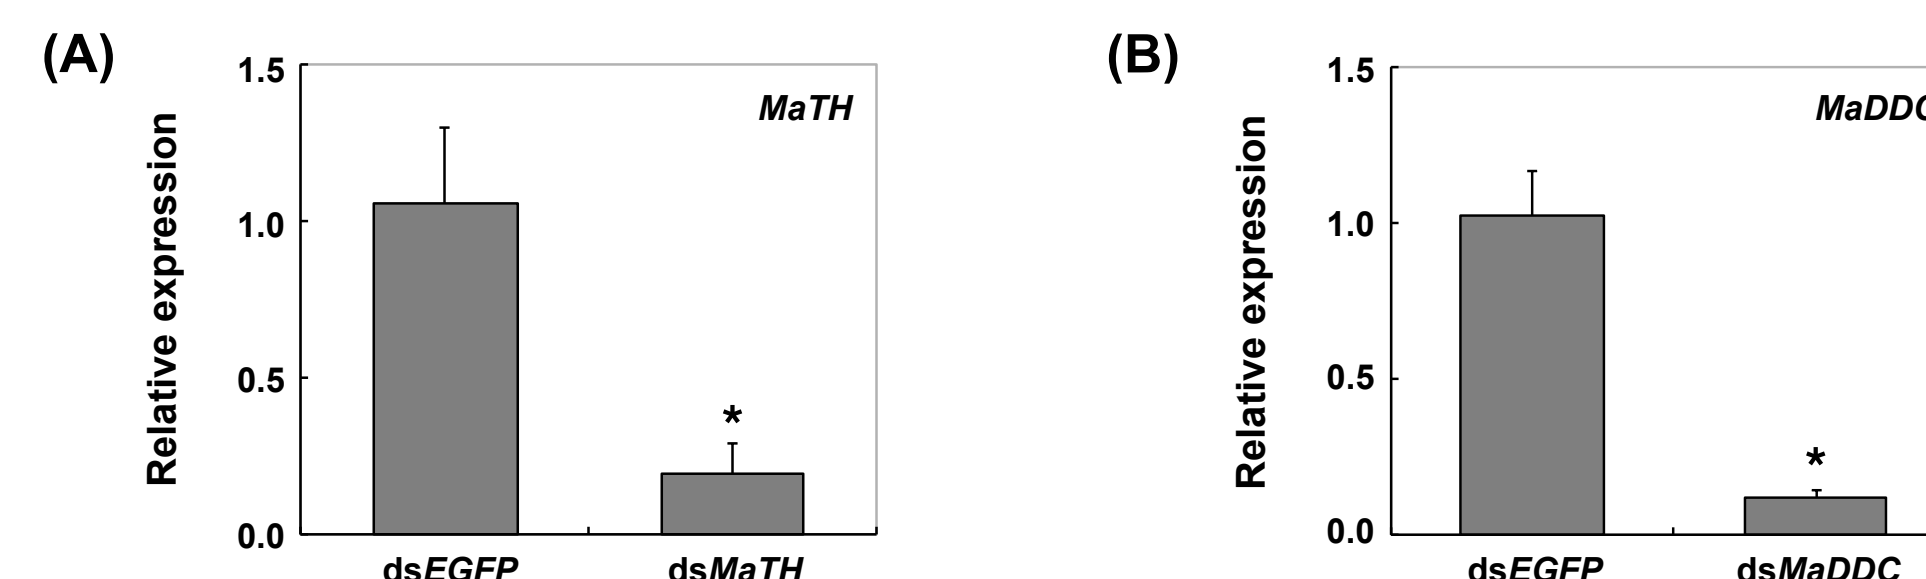 (A)
1.5
1.0
0.5
0.0
Relative expression
MaTH
*
dsEGFP
dsMaTH
(B)
1.5
1.0
0.5
0.0
Relative expression
MaDDC
*
dsEGFP
dsMaDDC